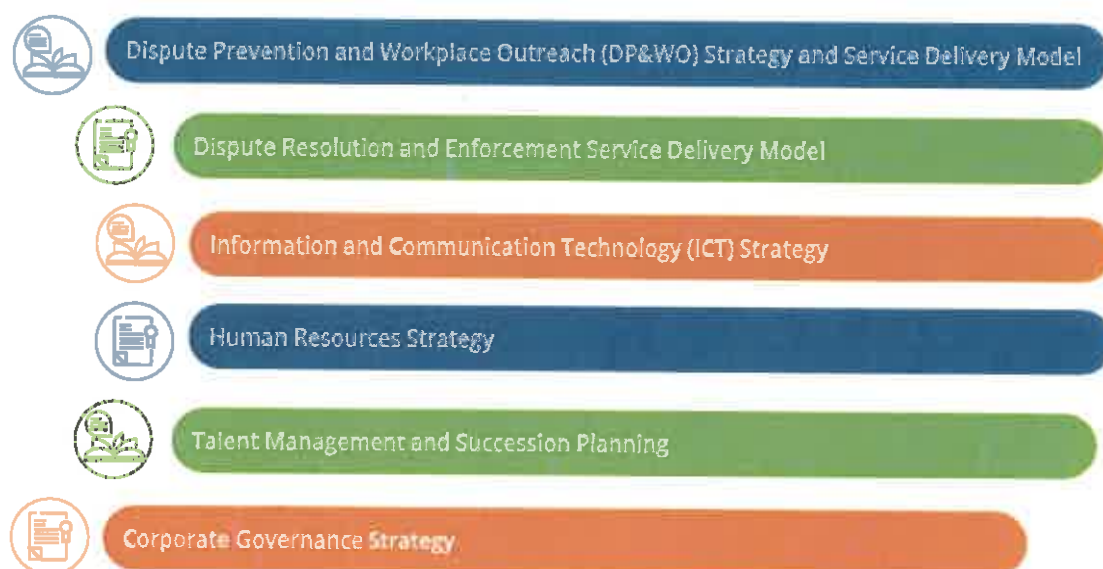 Dispute Prevention and Workplace Outreach (DP&WO) Strategy and Service Delivery Model
Dispute Resolution and Enforcement Service Delivery Model
Information and Communication Technology (ICT) Strategy
Human Resources Strategy
Talent Management and Succession Planning
Corporate Governance Strategy